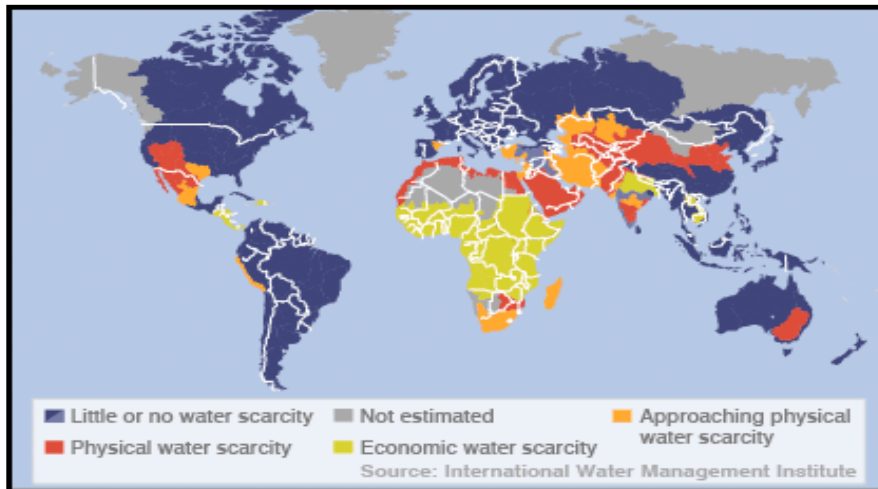 Little or no water scarcity
Not estimated
Approaching physical
water scarcity
Physical water scarcity
Economic water scarcity
Source: International Water Management Institute